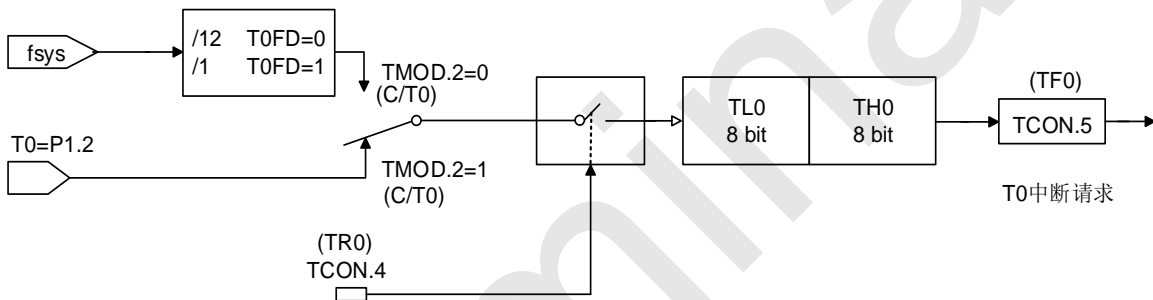 fsys
/12 T0FD=0
/1 T0FD=1
TMOD.2=0
(C/T0)
T0=P1.2
TMOD.2=1
(C/T0)
(TR0)
TCON.4
TL0
8 bit
TH0
8 bit
(TF0)
TCON.5
T0中断请求